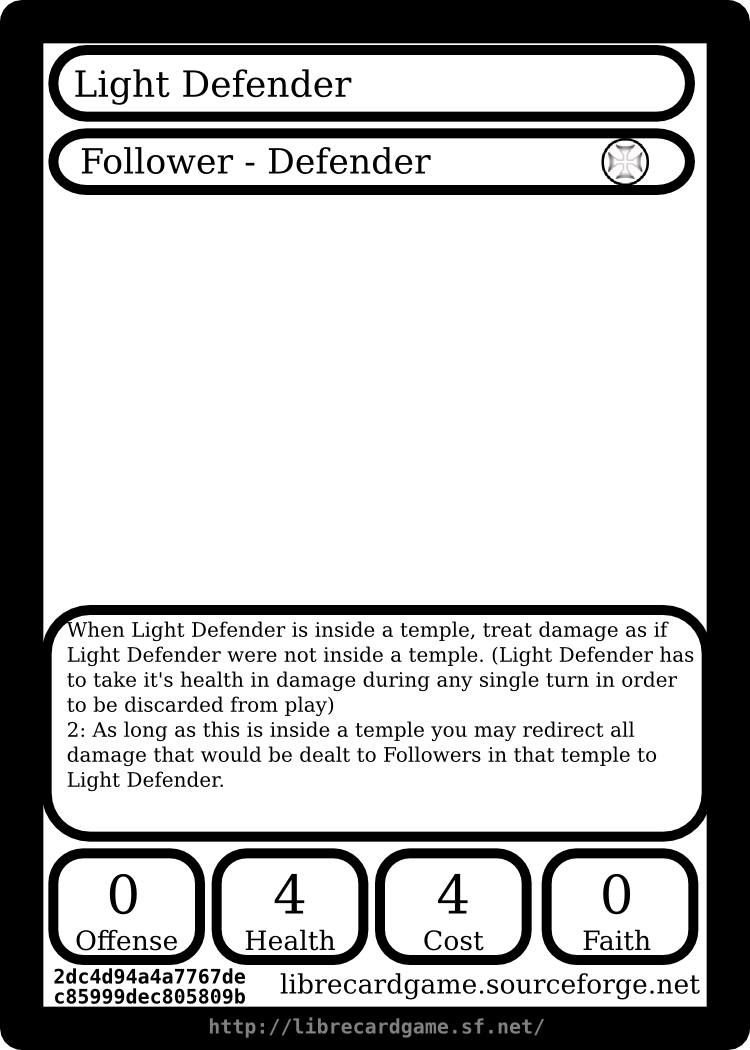 Light Defender
Follower - Defender
When Light Defender is inside a temple, treat damage as if
Light Defender were not inside a temple. (Light Defender has
to take it's health in damage during any single turn in order
to be discarded from play)
2: As long as this is inside a temple you may redirect all
damage that would be dealt to Followers in that temple to
Light Defender.
0
Offense
4
Health
4
Cost
0
Faith
2dc4d94a4a7767de
c85999dec805809b
librecardgame.sourceforge.net
http://librecardgame.sf.net/